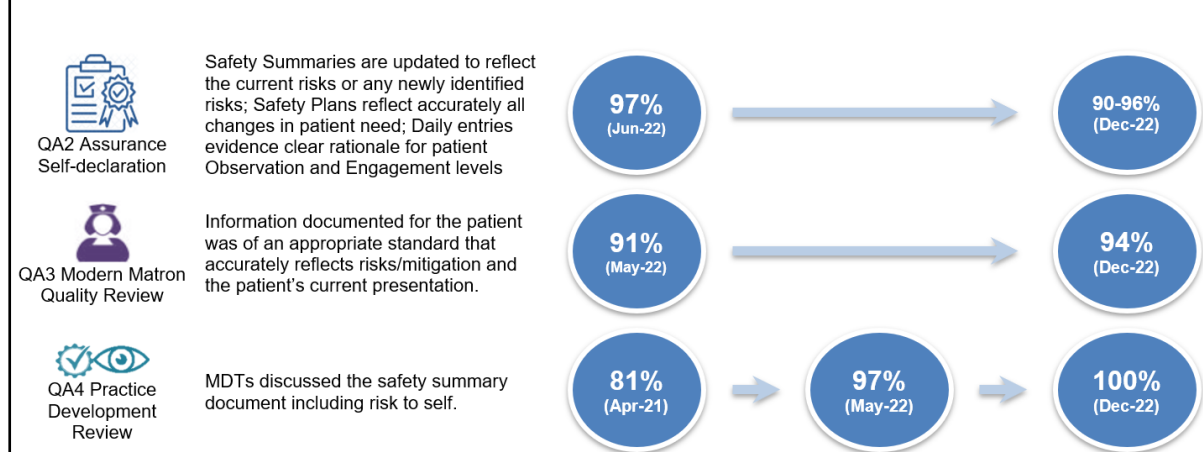 QA2 Assurance
Self-declaration
Safety Summaries are updated to reflect
the current risks or any newly identified
risks; Safety Plans reflect accurately all
changes in patient need; Daily entries
evidence clear rationale for patient
Observation and Engagement levels
97%
(Jun-22)
90-96%
(Dec-22)
QA3 Modern Matron
Quality Review
Information documented for the patient
was of an appropriate standard that
accurately reflects risks/mitigation and
the patient’s current presentation.
91%
(May-22)
94%
(Dec-22)
QA4 Practice
Development
Review
MDTs discussed the safety summary
document including risk to self.
81%
(Apr-21)
97%
(May-22)
100%
(Dec-22)